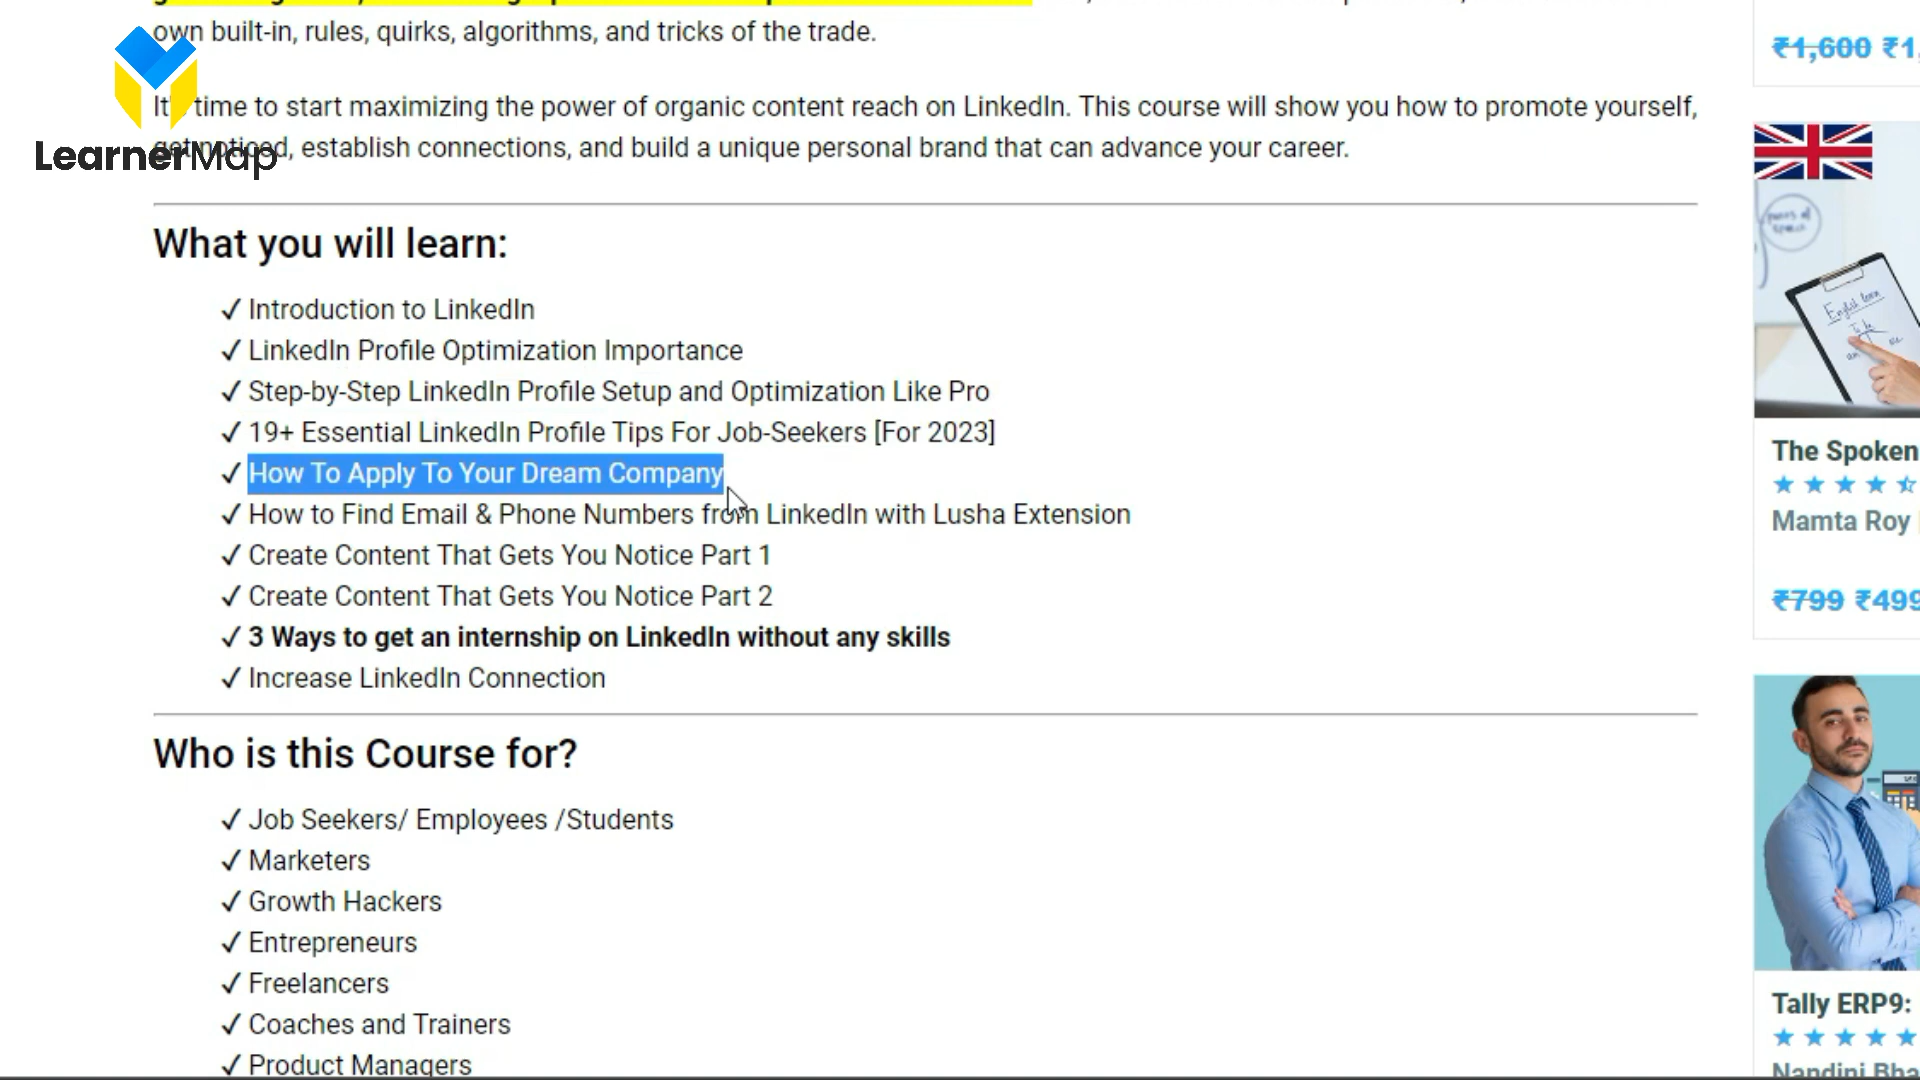 own built-in, rules, quirks, algorithms, and tricks of the trade.
LearnerMap
It's time to start maximizing the power of organic content reach on LinkedIn. This course will show you how to promote yourself,
get noticed, establish connections, and build a unique personal brand that can advance your career.
What you will learn:
✓ Introduction to LinkedIn
✓ LinkedIn Profile Optimization Importance
✓ Step-by-Step LinkedIn Profile Setup and Optimization Like Pro
✓ 19+ Essential LinkedIn Profile Tips For Job-Seekers [For 2023]
✓ How To Apply To Your Dream Company
✓ How to Find Email & Phone Numbers from LinkedIn with Lusha Extension
✓ Create Content That Gets You Notice Part 1
✓ Create Content That Gets You Notice Part 2
✓ 3 Ways to get an internship on LinkedIn without any skills
✓ Increase LinkedIn Connection
Who is this Course for?
✓ Job Seekers/ Employees /Students
✓ Marketers
✓ Growth Hackers
✓ Entrepreneurs
✓ Freelancers
✓ Coaches and Trainers
✓ Product Managers
₹1,600 ₹1,
English learn
The Spoken
Mamta Roy
₹799 ₹499
Tally ERP9:
Nandini Bha